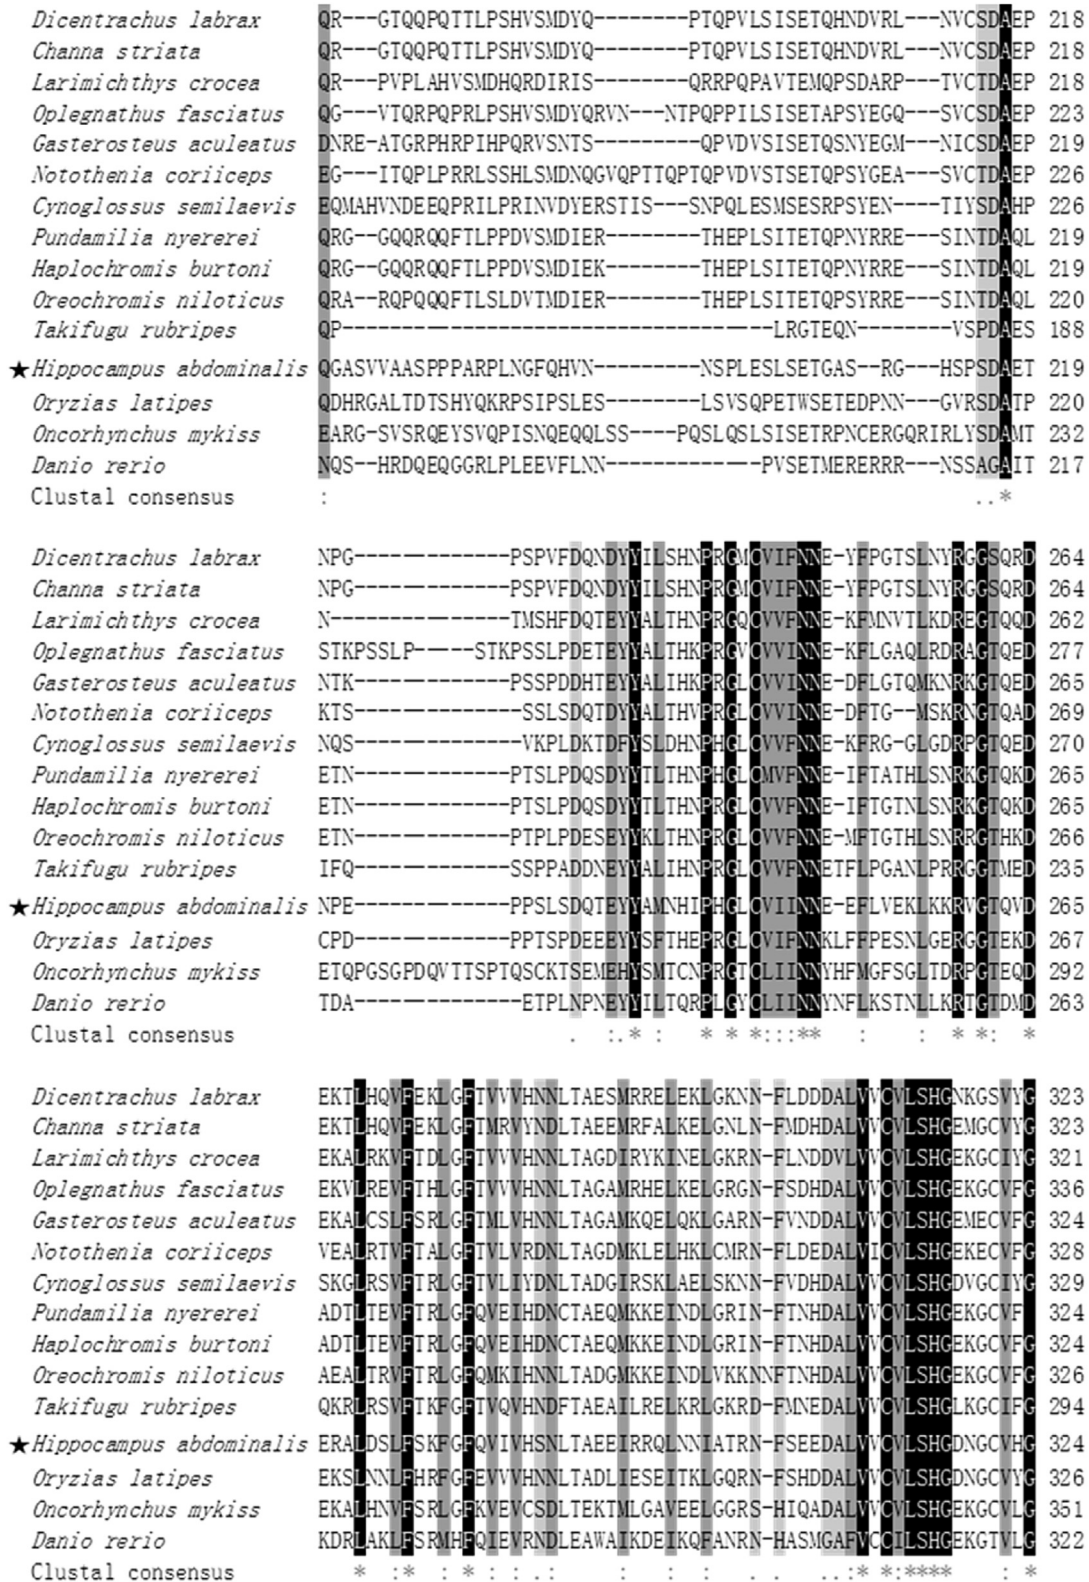 Dicentrachus labrax QR---GTQQPQTTLPSHVSMDYQ--------PTQPVLSISETQHNDVRL---NVCSDAEP 218
Channa striata QR---GTQQPQTTLPSHVSMDYQ--------PTQPVLSISETQHNDVRL---NVCSDAEP 218
Larimichthys crocea QR---PVPLAHVSMDHQRDIRIS--------QRRPQPAVTEMQPSDARP---TVCTDAEP 218
Oplegnathus fasciatus QG---VTQRPQPRLPSHVSMDYQRVN---NTPQPPILSISETAPSYEGQ---SVCSDAEP 223
Gasterosteus aculeatus DNRE-ATGRPHRPIHPQRVSNTS---------QPVDVSISETQSNYEGM---NICSDAEP 219
Notothenia coriiceps EG---ITQPLPRRLSSHLSMDNQGVQPTTQPTQPVDVSTSETQPSYGEA---SVCTDAEP 226
Cynoglossus semilaevis EQMAHVNDEEQPRILPRINVDYERSTIS---SNPQLESMSESRPSYEN----TIYSDAHP 226
Pundamilia nyererei QRG--GQQRQQFTLPPDVSMDIER--------THEPLSITETQPNYRRE---SINTDAQL 219
Haplochromis burtoni QRG--GQQRQQFTLPPDVSMDIEK--------THEPLSITETQPNYRRE---SINTDAQL 219
Oreochromis niloticus QRA--RQPQQQFTLSLDVTMDIER--------THEPLSITETQPSYRRE---SINTDAQL 220
Takifugu rubripes QP------------------------------------LRGTEQN--------VSPDAES 188
★Hippocampus abdominalis QGASVVAASPPPARPLNGFQHVN---------NSPLESLSETGAS--RG---HSPSDAET 219
Oryzias latipes QDHRGALTDTSHYQKRPSIPSLES--------LSVSQPETWSETEDPNN---GVRSDATP 220
Oncorhynchus mykiss EARG-SVSRQEYSVQPISNQEQQLSS-----PQSLQSLSISETRPNCERGQRIRLYSDAMT 232
Danio rerio NQS--HRDQEQGGRLPLEEVFLNN-------------PVSETMERERRR---NSSAGAIT 217
Clustal consensus : ..*
Dicentrachus labrax NPG--------------PSPVFDQNDYYILSHNPRGMCVIFNNE-YFPGTSLNYRGGSQRD 264
Channa striata NPG--------------PSPVFDQNDYYILSHNPRGMCVIFNNE-YFPGTSLNYRGGSQRD 264
Larimichthys crocea N----------------TMSHFDQTEYYALTHNPRGQCVVFNNE-KFMNVTLKDREGTQQD 262
Oplegnathus fasciatus STKPSSLP-----STKPSSLPDETEYYALTHKPRGVCVVINNE-KFLGAQLRDRAGTQED 277
Gasterosteus aculeatus NTK--------------PSSPDDHTEYYALIHKPRGLCVVINNE-DFLGTQMKNRKGTQED 265
Notothenia coriiceps KTS---------------SSLSDQTDYYALTHVPRGLCVVINNE-DFTG--MSKRNGTQAD 269
Cynoglossus semilaevis NQS---------------VKPLDKTDFYSLDHNPHGLCVVFNNE-KFRG-GLGDRPGTQED 270
Pundamilia nyererei ETN--------------PTSLPDQSDYYTLTHNPHGLCMVFNNE-IFTATHLSNRKGTQKD 265
Haplochromis burtoni ETN--------------PTSLPDQSDYYTLTHNPRGLCVVFNNE-IFTGTNLSNRKGTQKD 265
Oreochromis niloticus ETN--------------PTPLPDESEYYKLTHNPRGLCVVFNNE-MFTGTHLSNRRGTHKD 266
Takifugu rubripes IFQ--------------SSPPADDNEYYALIHNPRGLCVVFNNETFLPGANLPRRGGTMED 235
★Hippocampus abdominalis NPE--------------PPSLSDQTEYYAMNHIPHGLCVIINNE-EFLVEKLKKRVGTQVD 265
Oryzias latipes CPD--------------PPTSPDEEEYYSFTHEPRGLCVIFNNKLFFPESNLGERGGTEKD 267
Oncorhynchus mykiss ETQPGSGPDQVTTSPTQSCKTSEMEHYSMTCNPRGTCLIINNYHFMGFSGLTDRPGTEQD 292
Danio rerio TDA---------------ETPLNPNEYYILTQRPLGYCLIINNYNFLKSTNLLKRTGTDMD 263
Clustal consensus . :.* : * * *:::** : : * *: *
Dicentrachus labrax EKTLHQVFEKLGFTVVVHNNLTAESMRRELEKLGKNN-FLDDDALVVCVLSHGNKGSVYG 323
Channa striata EKTLHQVFEKLGFTMRVYNDLTAEEMRFALKELGNLN-FMDHDALVVCVLSHGEMGCVYG 323
Larimichthys crocea EKALRKVFTDLGFTVVVHNNLTAGDIRYKINELGKRN-FLNDDVLVVCVLSHGEKGCIYG 321
Oplegnathus fasciatus EKVLREVFTHLGFTVVVHNNLTAGAMRHELKELGRGN-FSDHDALVVCVLSHGEKGCVFG 336
Gasterosteus aculeatus EKALCSLFSRLGFTMLVHNNLTAGAMKQELQKLGARN-FVNDDALVVCVLSHGEMECVFG 324
Notothenia coriiceps VEALRTVFTALGFTVLVRDNLTAGDMKLELHKLCMRN-FLDEDALVICVLSHGEKECVFG 328
Cynoglossus semilaevis SKGLRSVFTRLGFTVLIYDNLTADGIRSKLAELSKNN-FVDHDALVVCVLSHGDVGCIYG 329
Pundamilia nyererei ADTLTEVFTRLGFQVEIHDNCTAEQMKKEINDLGRIN-FTNHDALVVCVLSHGEKGCVFI 324
Haplochromis burtoni ADTLTEVFTRLGFQVEIHDNCTAEQMKKEINDLGRIN-FTNHDALVVCVLSHGEKGCVFG 324
Oreochromis niloticus AEALTRVFTRLGFQMKIHNNLTADGMKKEINDLVKKNNFTNHDALVVCVLSHGEKGCVFG 326
Takifugu rubripes QKRLRSVFTKFGFTVQVHNDFTAEAILRELKRLGKRD-FMNEDALVVCVLSHGLKGCIFG 294
★Hippocampus abdominalis ERALDSLFSKFGFQVIVHSNLTAEEIRRQLNNIATRN-FSEEDALVVCVLSHGDNGCVHG 324
Oryzias latipes EKSLNNLFHRFGFEVVVHNNLTADLIESEITKLGQRN-FSHDDALVVCVLSHGDNGCVYG 326
Oncorhynchus mykiss EKALHNVFSRLGFKVEVCSDLTEKTMLGAVEELGGRS-HIQADALVVCVLSHGEKGCVLG 351
Danio rerio KDRLAKLFSRMHFQIEVRNDLEAWAIKDEIKQFANRN-HASMGAFVCCILSHGEKGTVLG 322
Clustal consensus * :* : * : : .: : : : . . ..:* *:**** : *